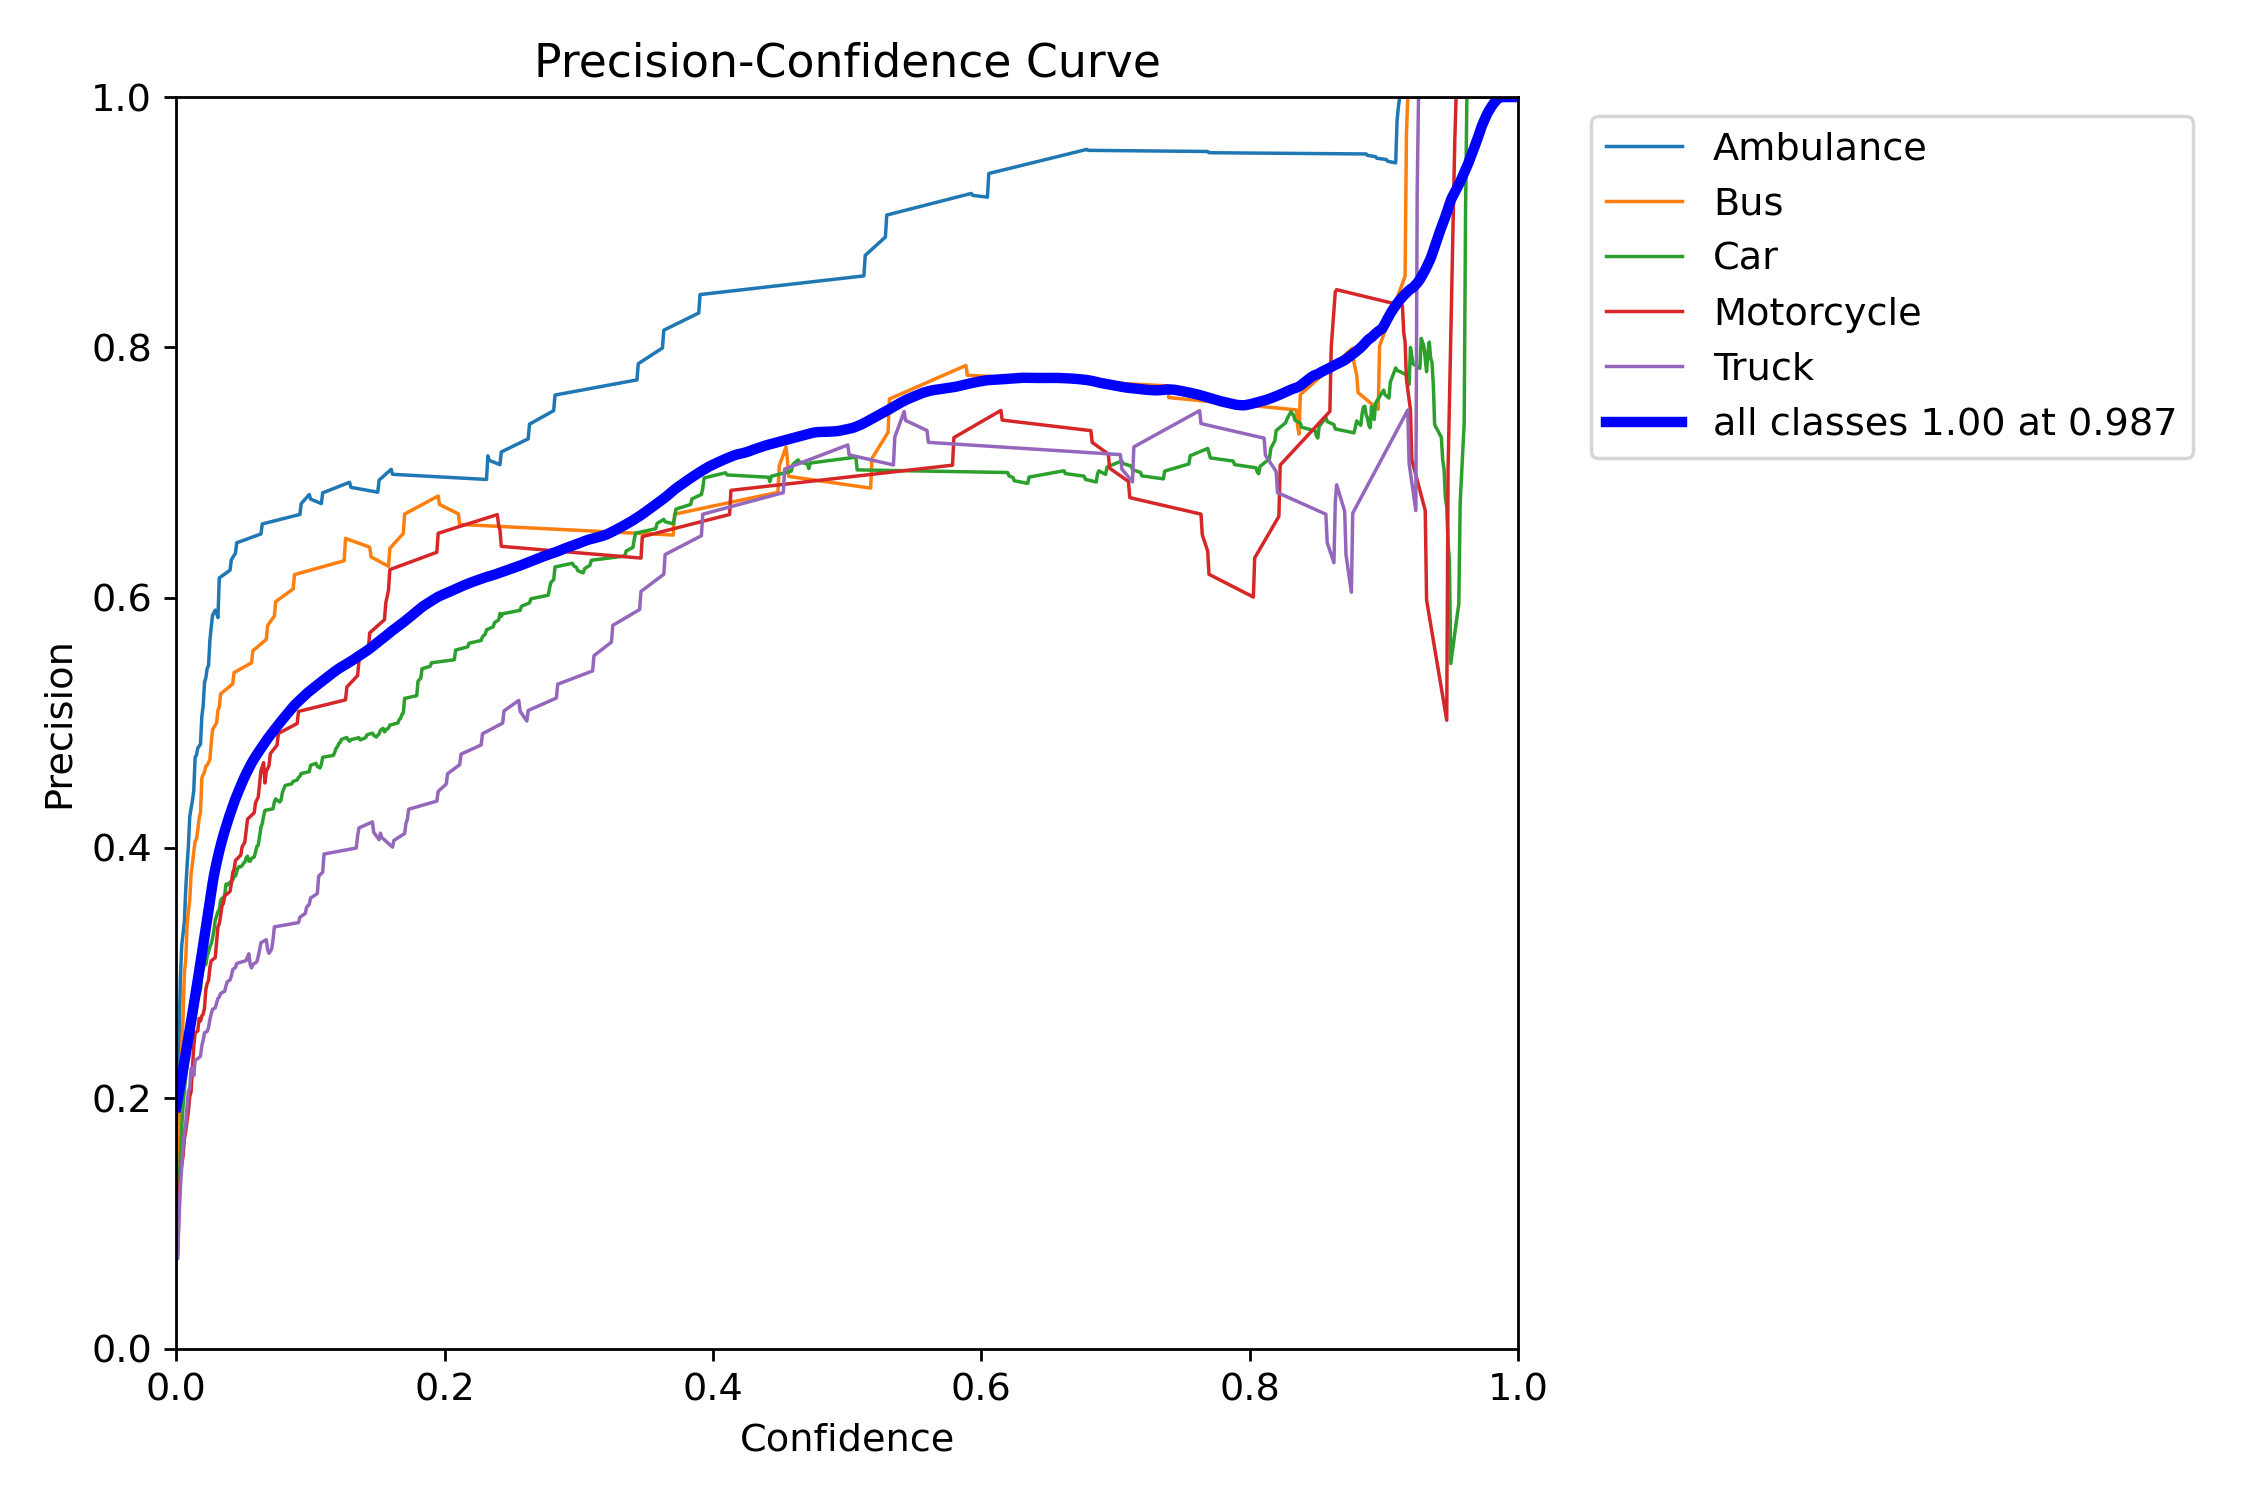 Precision-Confidence Curve
1.0
0.8
0.6
0.4
0.2
0.0
Precision
0.0 0.2 0.4 0.6 0.8 1.0
Confidence
Ambulance
Bus
Car
Motorcycle
Truck
all classes 1.00 at 0.987